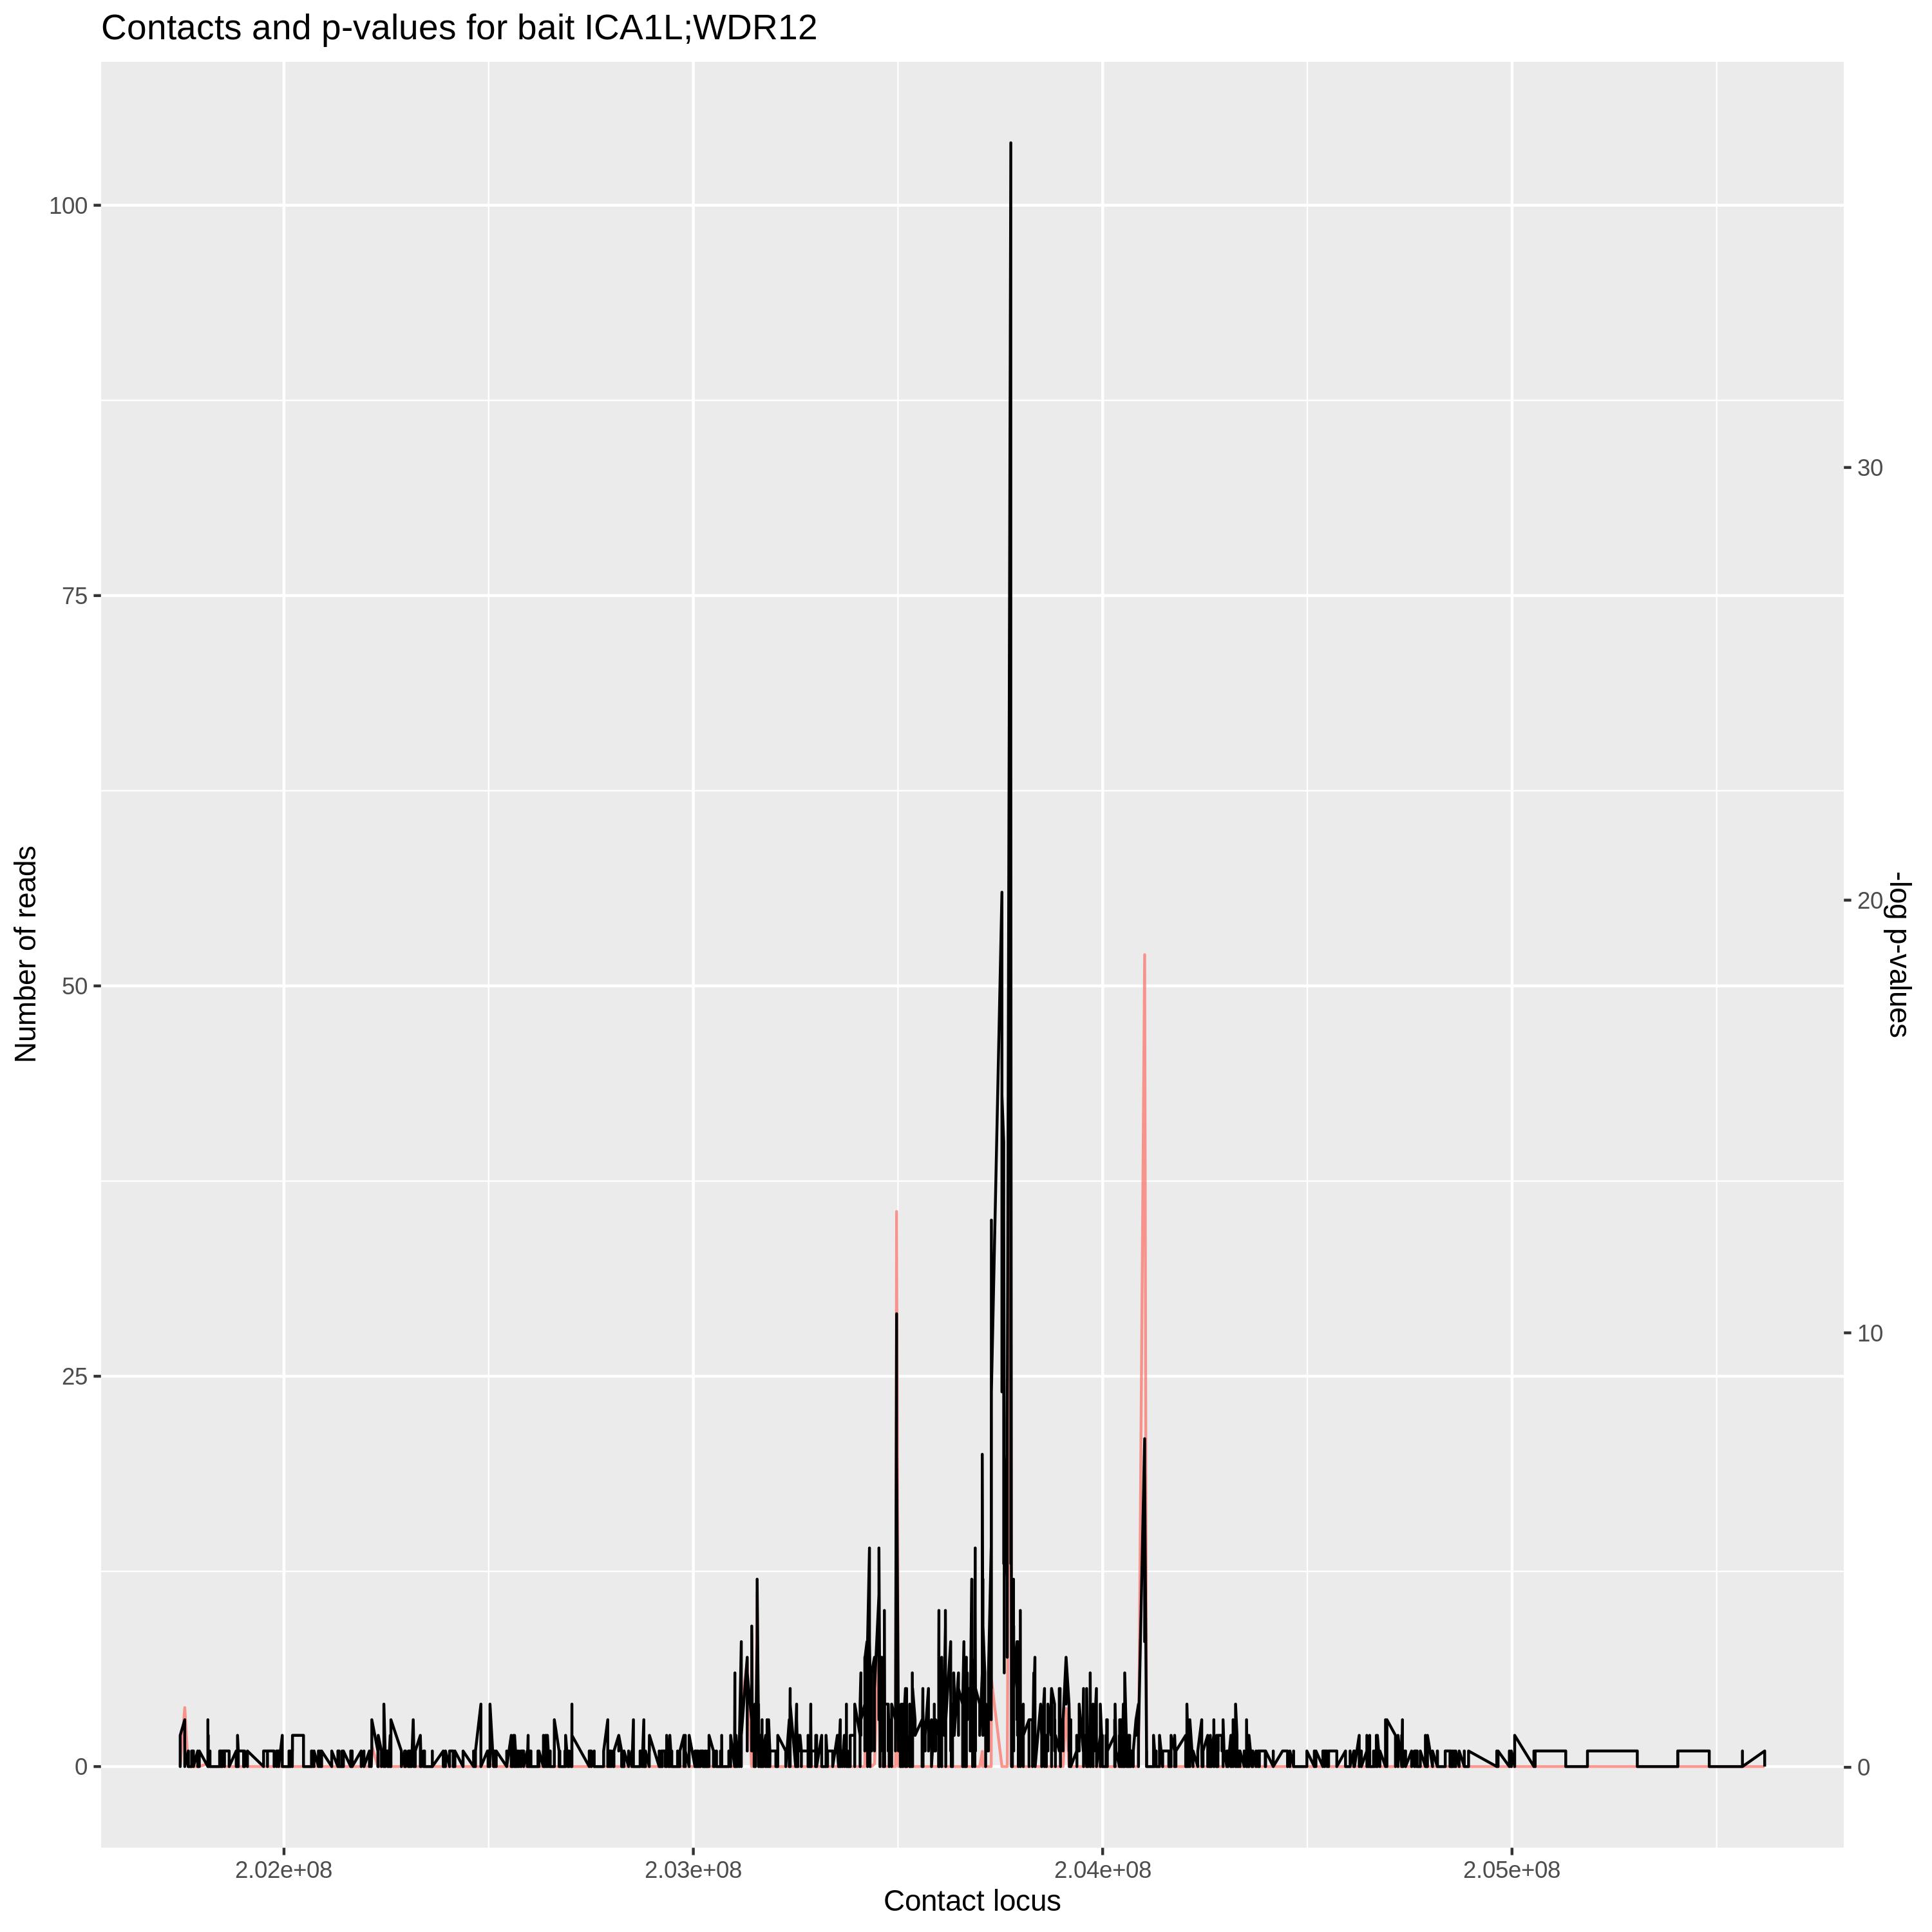 Contacts and p-values for bait ICA1L;WDR12
Number of reads
100
75
50
25
0
30
20
10
0
-log p-values
2.02e+08
2.03e+08
2.04e+08
2.05e+08
Contact locus